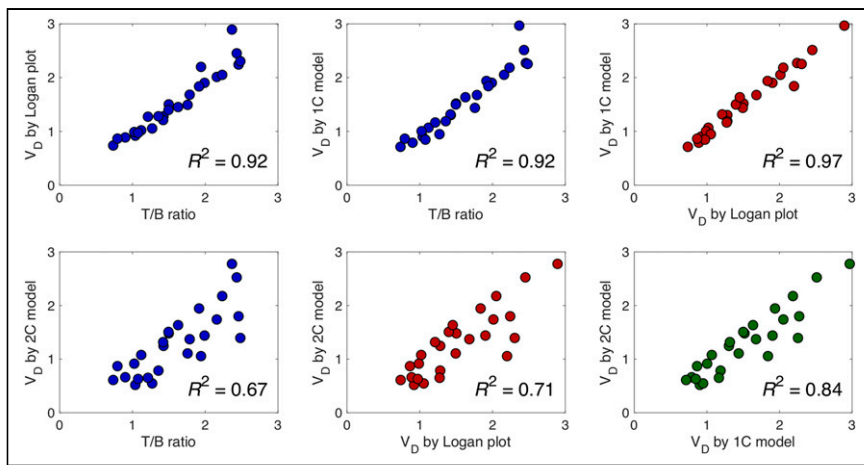 3
2
1
0
V_D by Logan plot
R² = 0.92
0 1 2 3
T/B ratio
3
2
1
0
V_D by 1C model
R² = 0.92
0 1 2 3
T/B ratio
3
2
1
0
V_D by 1C model
R² = 0.97
0 1 2 3
V_D by Logan plot
3
2
1
0
V_D by 2C model
R² = 0.67
0 1 2 3
T/B ratio
3
2
1
0
V_D by 2C model
R² = 0.71
0 1 2 3
V_D by Logan plot
3
2
1
0
V_D by 2C model
R² = 0.84
0 1 2 3
V_D by 1C model